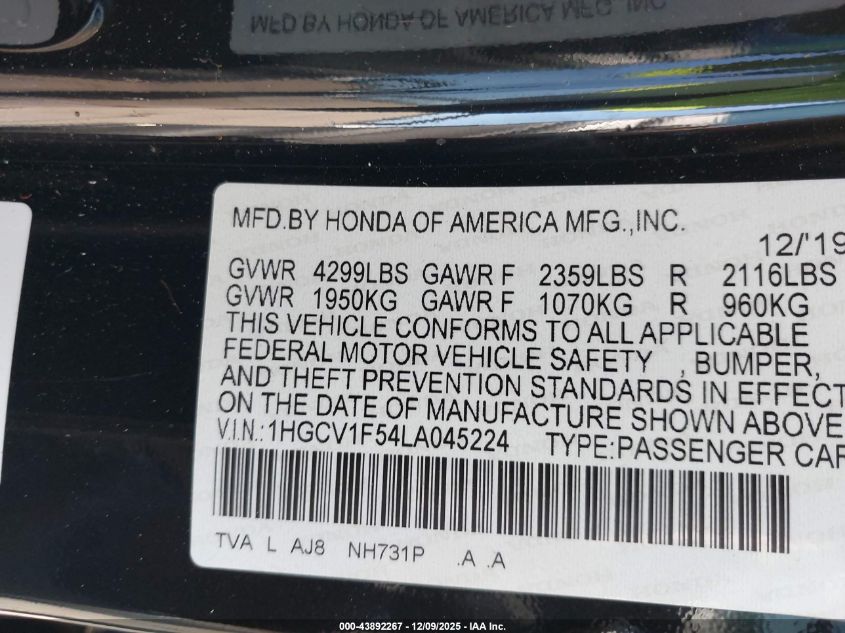 MFD.BY HONDA OF AMERICA MFG., INC.
MFD.BY HONDA OF AMERICA MFG.,INC.
12/'19
GVWR 4299LBS GAWR F 2359LBS R 2116LBS
GVWR 1950KG GAWR F 1070KG R 960KG
THIS VEHICLE CONFORMS TO ALL APPLICABLE
FEDERAL MOTOR VEHICLE SAFETY , BUMPER,
AND THEFT PREVENTION STANDARDS IN EFFECT
ON THE DATE OF MANUFACTURE SHOWN ABOVE.
V.I.N.:1HGCV1F54LA045224 TYPE:PASSENGER CAR
TVA L AJ8 NH731P .A .A
000-43892267 - 12/09/2025 - IAA Inc.